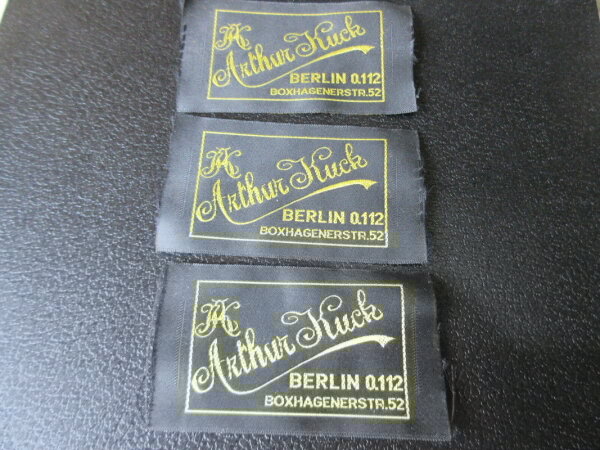 AK
Arthur Kuck
BERLIN O.112
BOXHAGENERSTR.52
AK
Arthur Kuck
BERLIN O.112
BOXHAGENERSTR.52
AK
Arthur Kuck
BERLIN O.112
BOXHAGENERSTR.52